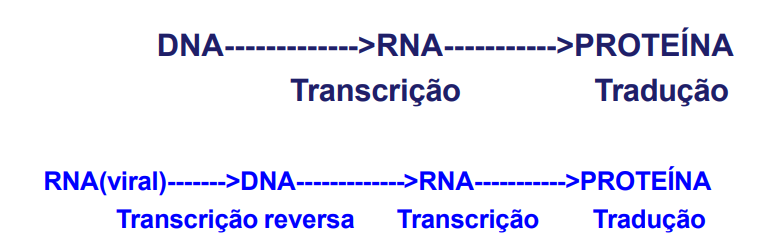 DNA------------->RNA----------->PROTEÍNA
Transcrição Tradução
RNA(viral)------->DNA------------->RNA----------->PROTEÍNA
Transcrição reversa Transcrição Tradução